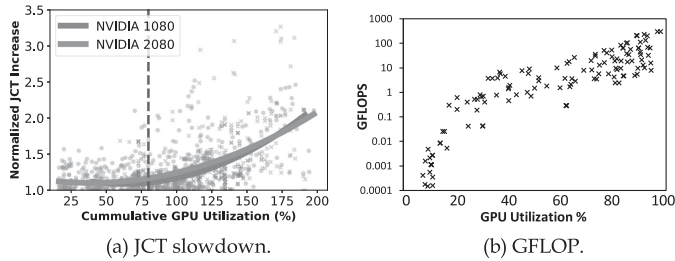 NVIDIA 1080
NVIDIA 2080
Normalized JCT Increase
3.5
3.0
2.5
2.0
1.5
1.0
25 50 75 100 125 150 175 200
Cummulative GPU Utilization (%)
(a) JCT slowdown.
GFLOPS
1000
100
10
1
0.1
0.01
0.001
0.0001
0 20 40 60 80 100
GPU Utilization %
(b) GFLOP.